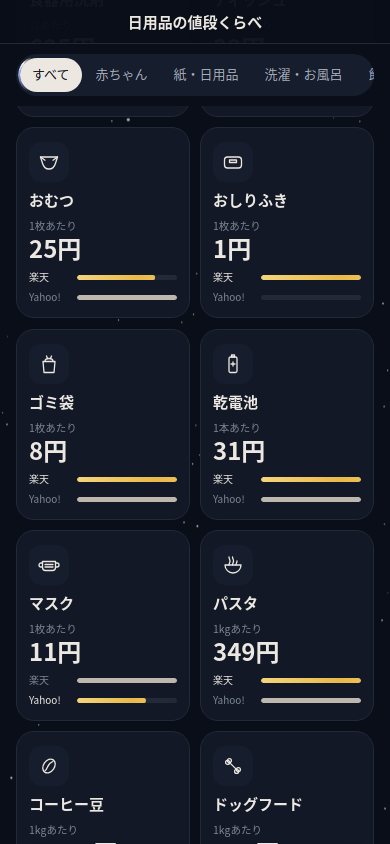 日用品の値段くらべ
すべて
赤ちゃん
紙・日用品
洗濯・お風呂
おむつ
1枚あたり
25円
楽天
Yahoo!
おしりふき
1枚あたり
1円
楽天
Yahoo!
ゴミ袋
1枚あたり
8円
楽天
Yahoo!
乾電池
1本あたり
31円
楽天
Yahoo!
マスク
1枚あたり
11円
楽天
Yahoo!
パスタ
1kgあたり
349円
楽天
Yahoo!
コーヒー豆
1kgあたり
ドッグフード
1kgあたり